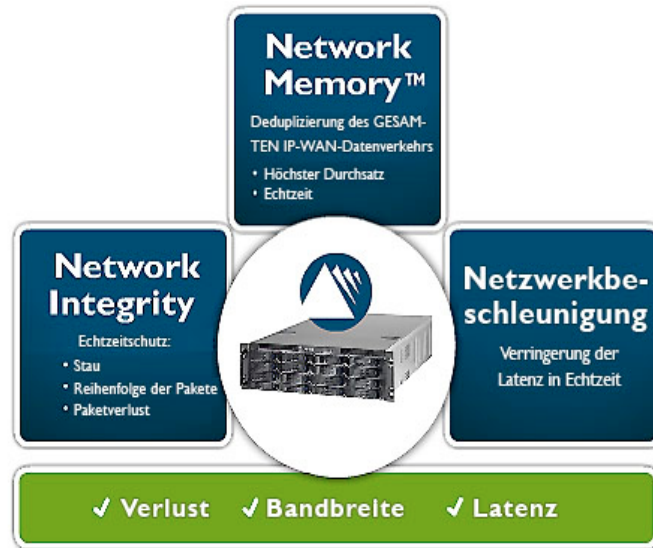 Network
Memory™
Deduplizierung des GESAM-
TEN IP-WAN-Datenverkehrs
• Höchster Durchsatz
• Echtzeit
Network
Integrity
Echtzeitschutz:
• Stau
• Reihenfolge der Pakete
• Paketverlust
Netzwerkbe-
schleunigung
Verringerung der
Latenz in Echtzeit
✓ Verlust ✓ Bandbreite ✓ Latenz